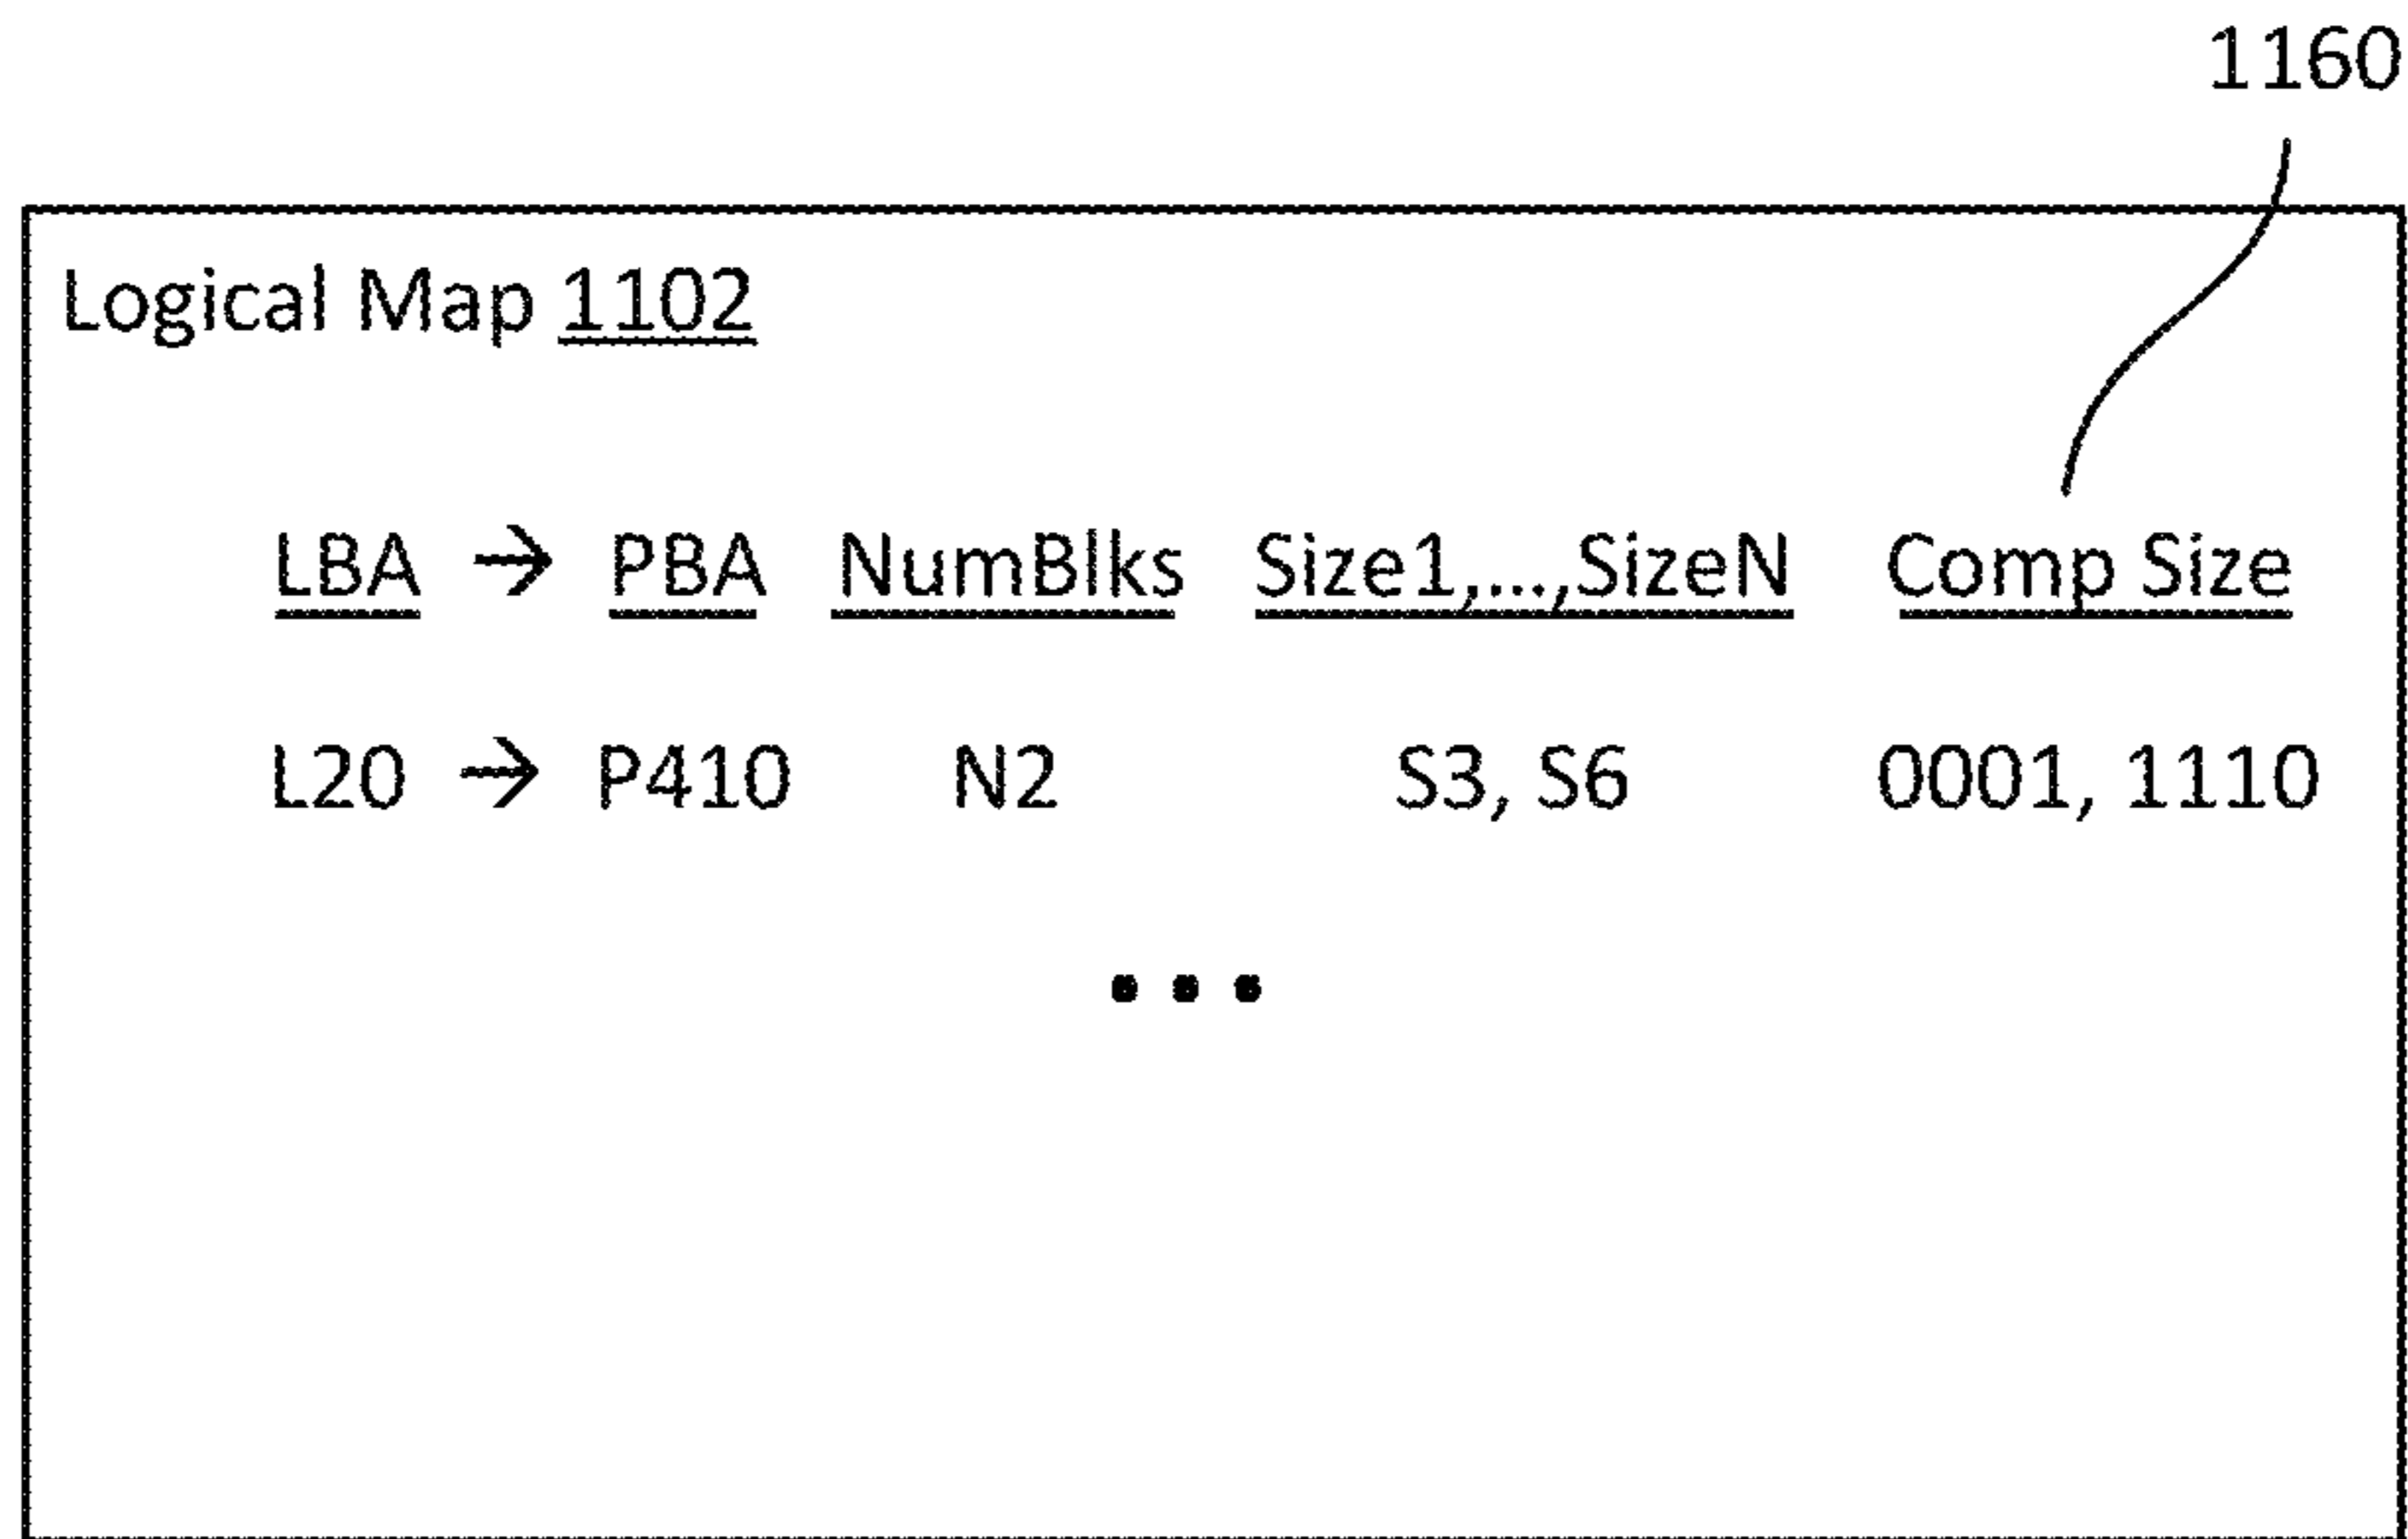 1160
Logical Map 1102
LBA → PBA NumBlks Size1,...,SizeN Comp Size
L20 → P410 N2 S3, S6 0001, 1110
• • •